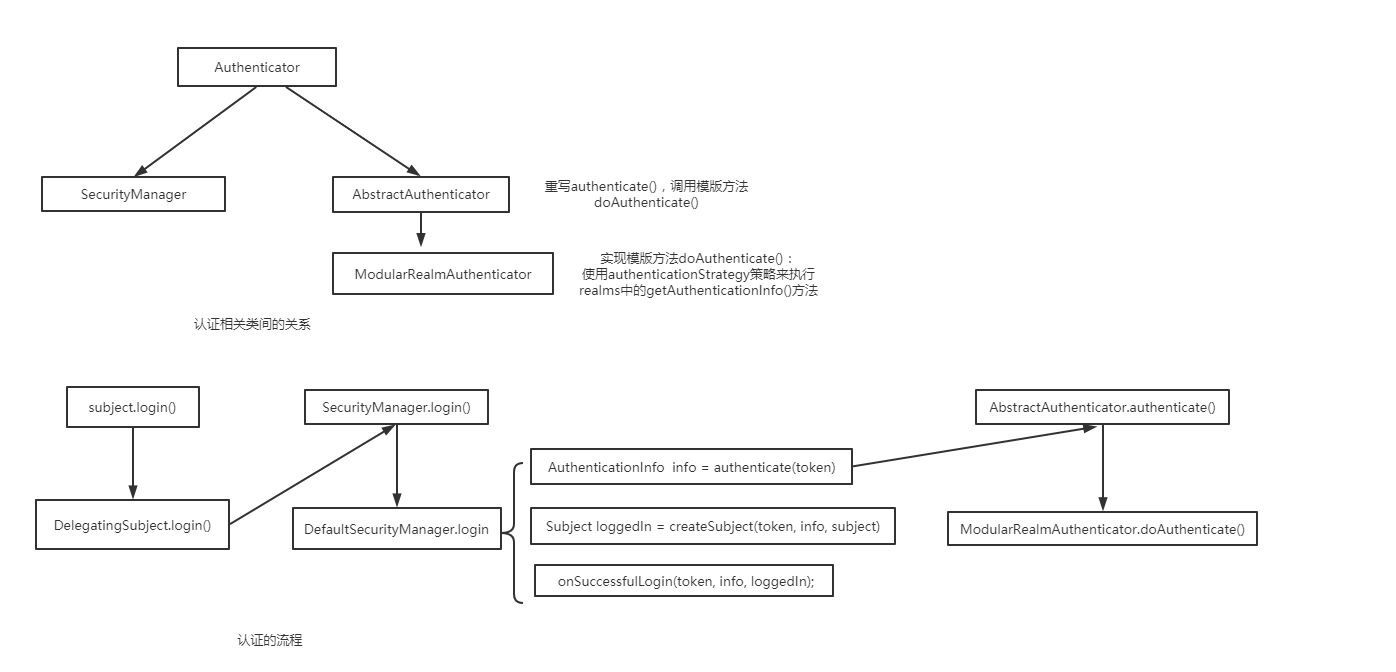 Authenticator
SecurityManager
AbstractAuthenticator
重写authenticate()，调用模版方法
doAuthenticate()
ModularRealmAuthenticator
实现模版方法doAuthenticate()：
使用authenticationStrategy策略来执行
realms中的getAuthenticationInfo()方法
认证相关类间的关系
subject.login()
SecurityManager.login()
AbstractAuthenticator.authenticate()
AuthenticationInfo info = authenticate(token)
DelegatingSubject.login()
DefaultSecurityManager.login
Subject loggedIn = createSubject(token, info, subject)
ModularRealmAuthenticator.doAuthenticate()
onSuccessfulLogin(token, info, loggedIn);
认证的流程